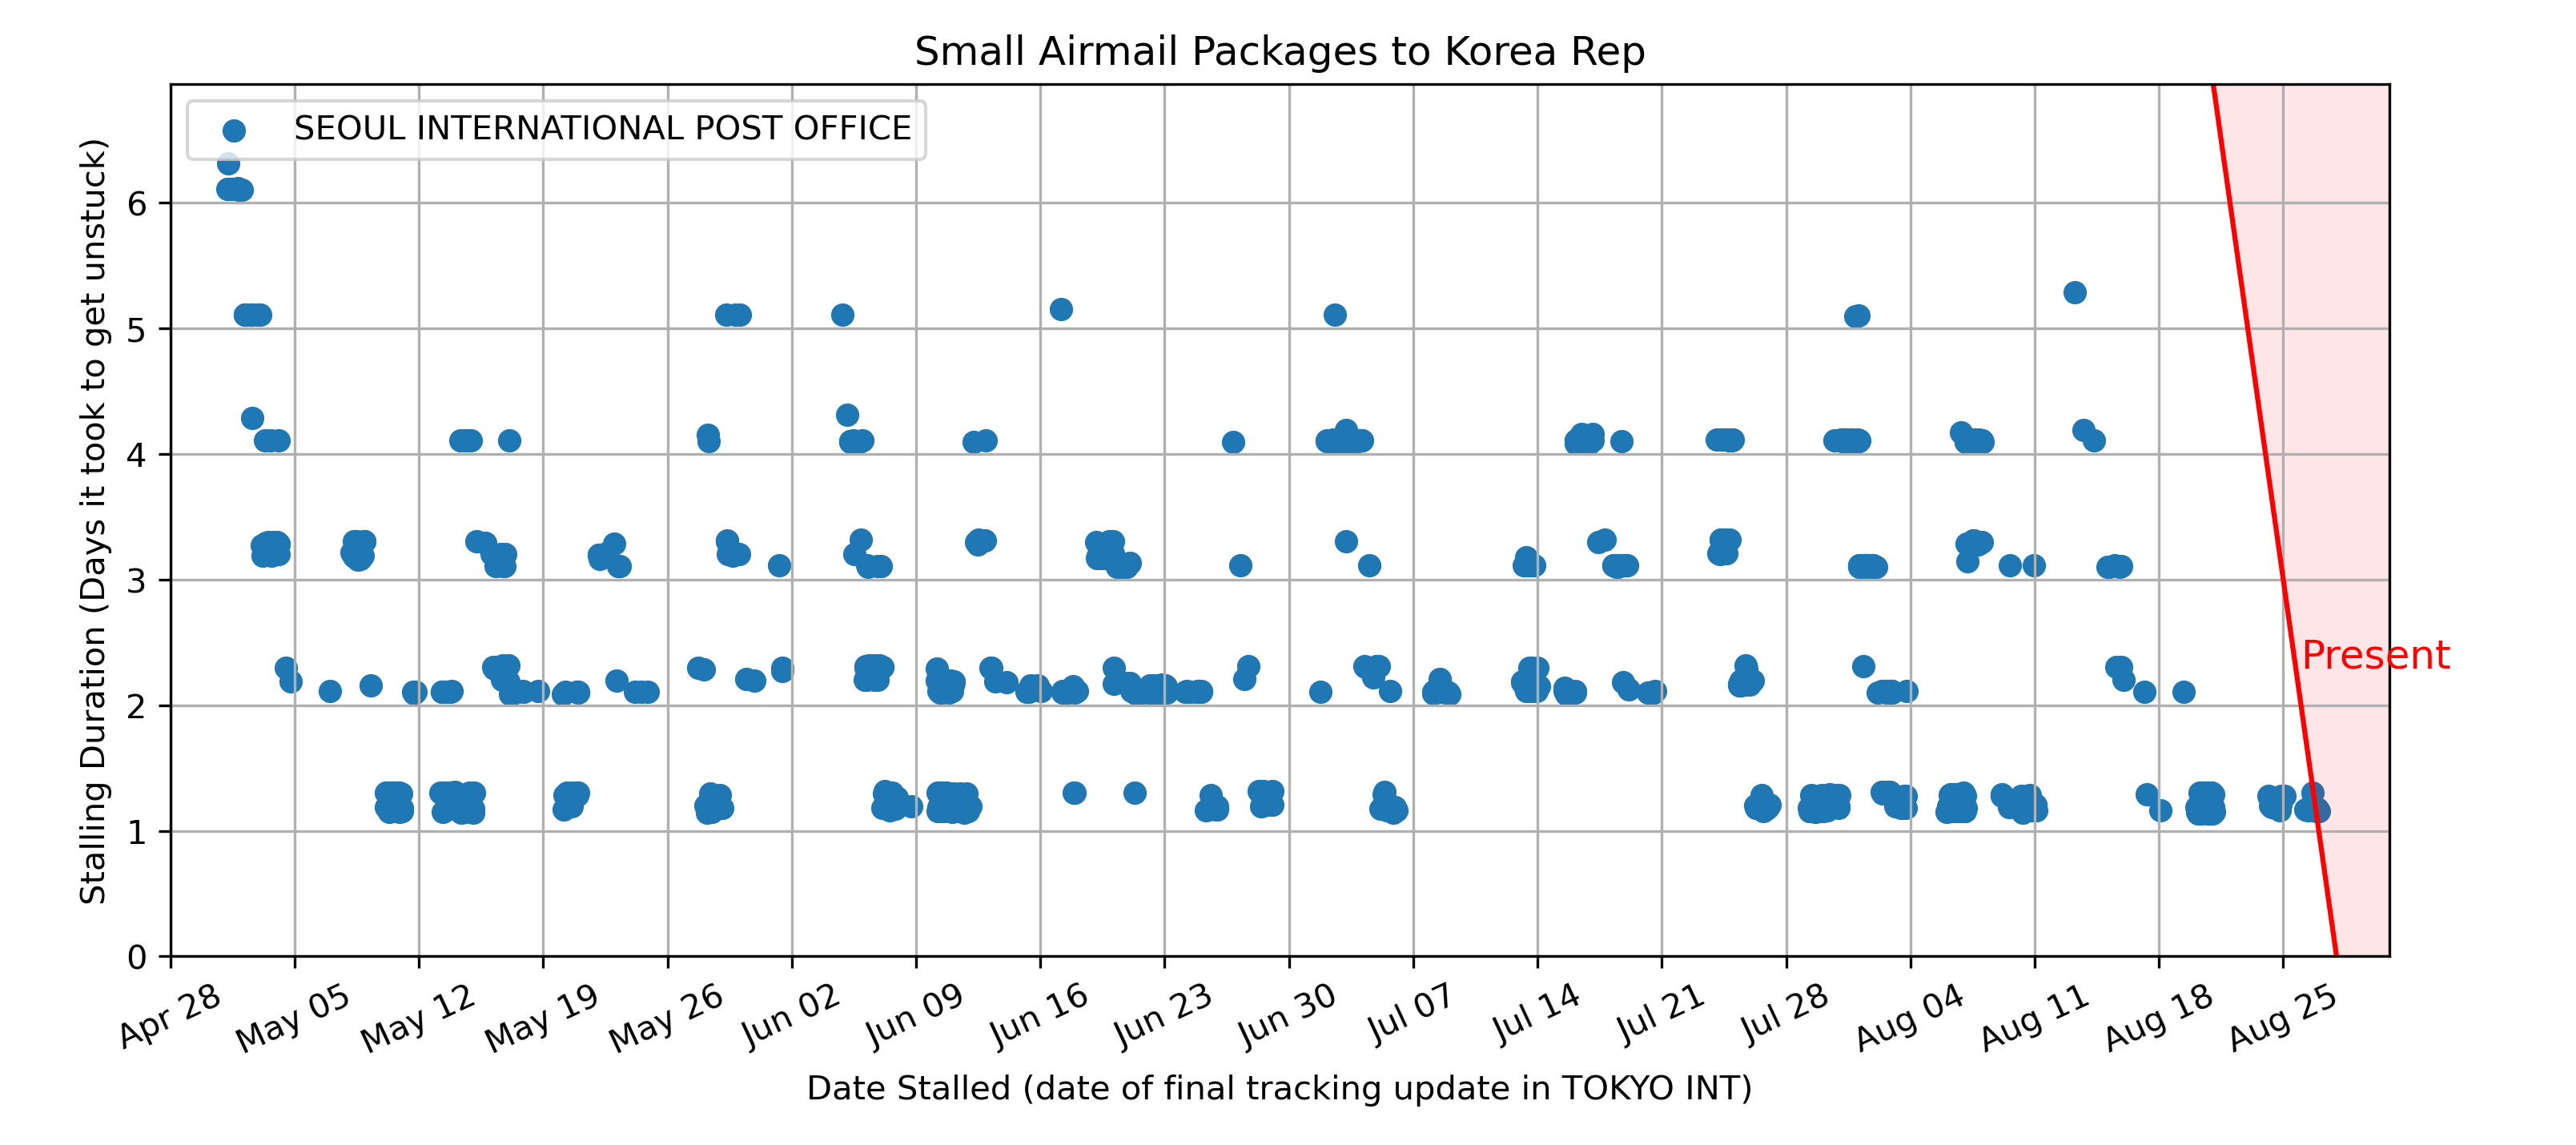 Small Airmail Packages to Korea Rep
SEOUL INTERNATIONAL POST OFFICE
Stalling Duration (Days it took to get unstuck)
6
5
4
3
2
1
0
Present
Apr 28
May 05
May 12
May 19
May 26
Jun 02
Jun 09
Jun 16
Jun 23
Jun 30
Jul 07
Jul 14
Jul 21
Jul 28
Aug 04
Aug 11
Aug 18
Aug 25
Date Stalled (date of final tracking update in TOKYO INT)